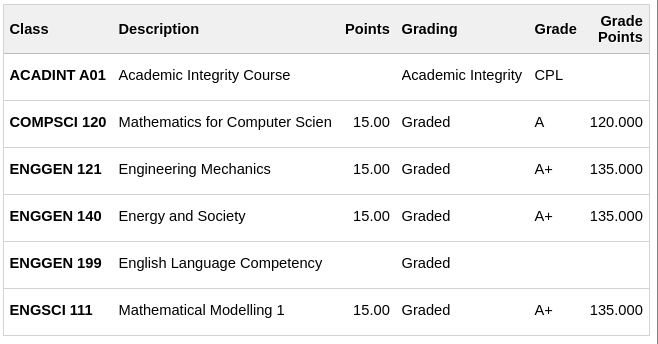 Class Description Points Grading Grade Grade Points
ACADINT A01 Academic Integrity Course Academic Integrity CPL
COMPSCI 120 Mathematics for Computer Scien 15.00 Graded A 120.000
ENGGEN 121 Engineering Mechanics 15.00 Graded A+ 135.000
ENGGEN 140 Energy and Society 15.00 Graded A+ 135.000
ENGGEN 199 English Language Competency Graded
ENGSCI 111 Mathematical Modelling 1 15.00 Graded A+ 135.000